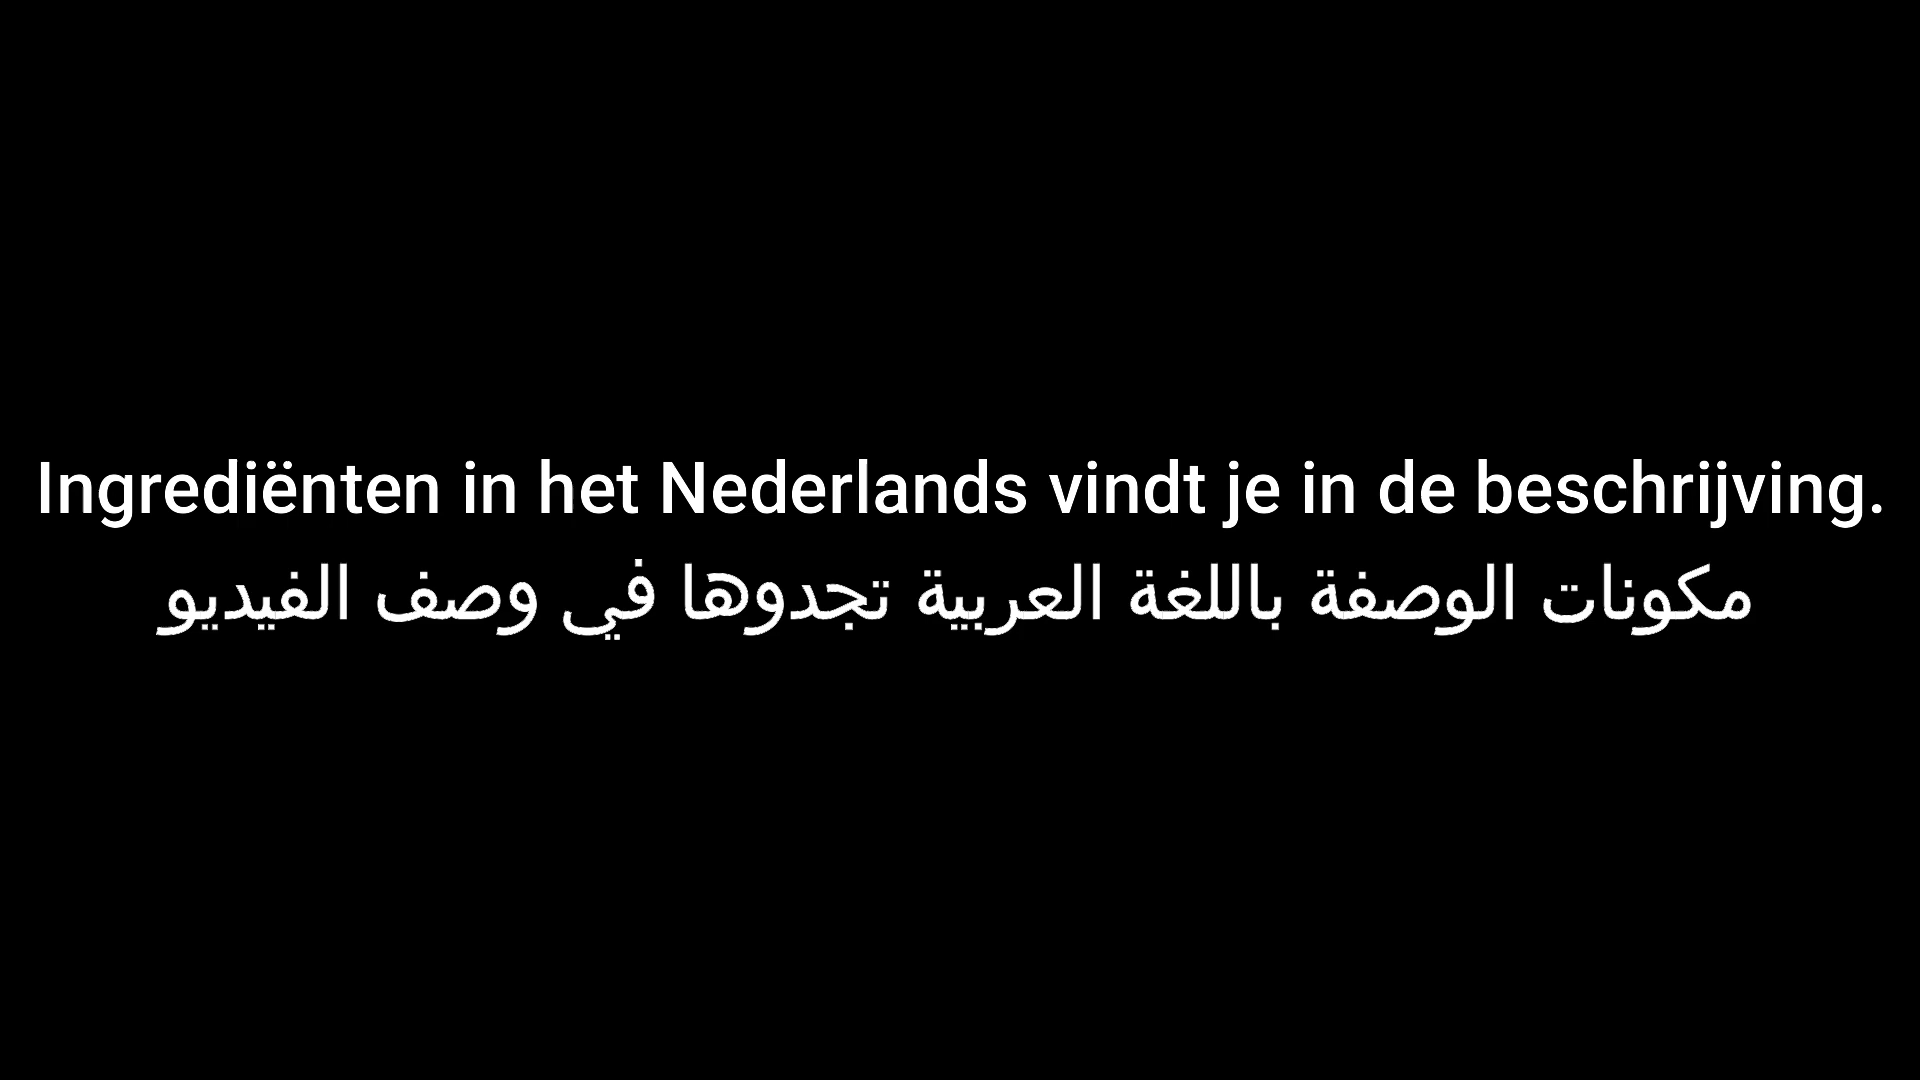 Ingrediënten in het Nederlands vindt je in de beschrijving.
مكونات الوصفة باللغة العربية تجدوها في وصف الفيديو